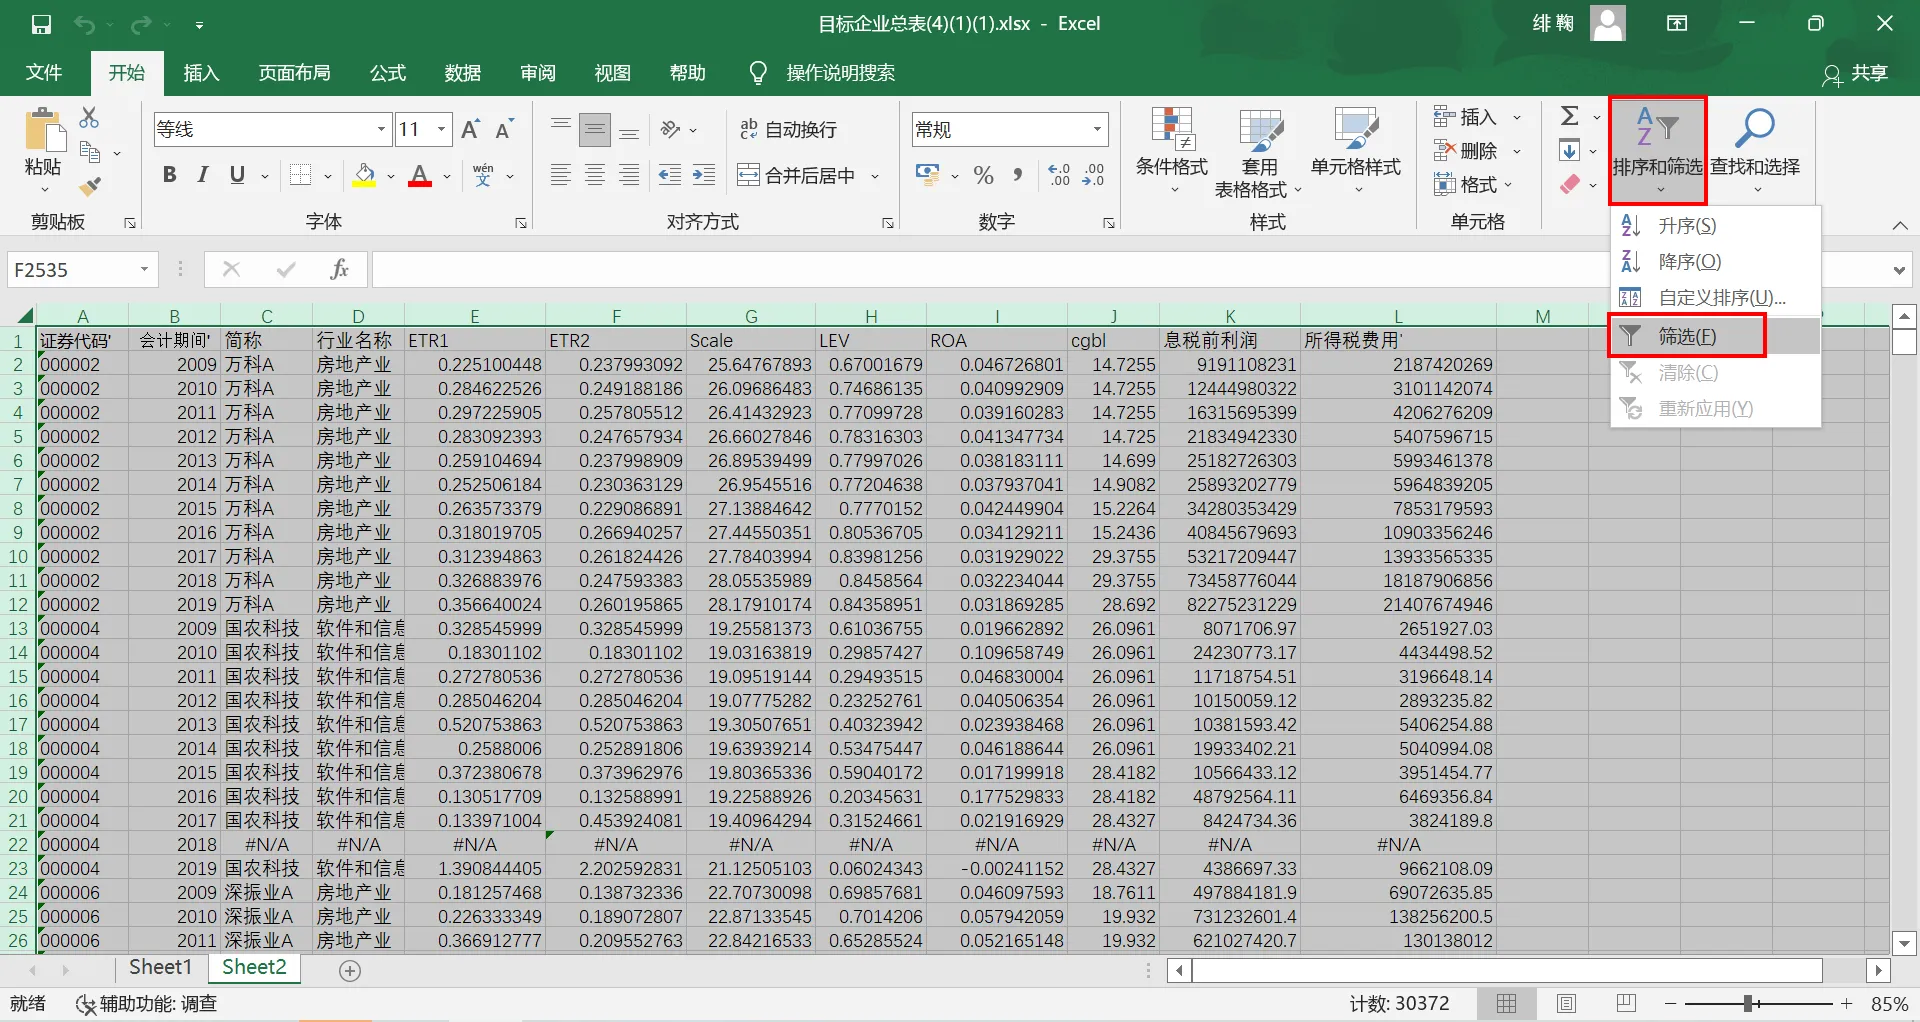 目标企业总表(4)(1)(1).xlsx - Excel
绯 鞠
文件 开始 插入 页面布局 公式 数据 审阅 视图 帮助 操作说明搜索 共享
等线 11 ab 自动换行 常规 插入 Σ
粘贴 B I U A wén 文 合并后居中 % 条件格式 套用 表格格式 单元格样式 删除 格式 排序和筛选 查找和选择
剪贴板 字体 对齐方式 数字 样式 单元格
升序(S)
降序(O)
自定义排序(U)...
筛选(F)
清除(C)
重新应用(Y)
F2535 fx
A B C D E F G H I J K L M
1 证券代码' 会计期间' 简称 行业名称 ETR1 ETR2 Scale LEV ROA cgbl 息税前利润 所得税费用'
2 000002 2009 万科A 房地产业 0.225100448 0.237993092 25.64767893 0.67001679 0.046726801 14.7255 9191108231 2187420269
3 000002 2010 万科A 房地产业 0.284622526 0.249188186 26.09686483 0.74686135 0.040992909 14.7255 12444980322 3101142074
4 000002 2011 万科A 房地产业 0.297225905 0.257805512 26.41432923 0.77099728 0.039160283 14.7255 16315695399 4206276209
5 000002 2012 万科A 房地产业 0.283092393 0.247657934 26.66027846 0.78316303 0.041347734 14.725 21834942330 5407596715
6 000002 2013 万科A 房地产业 0.259104694 0.237998909 26.89539499 0.77997026 0.038183111 14.699 25182726303 5993461378
7 000002 2014 万科A 房地产业 0.252506184 0.230363129 26.9545516 0.77204638 0.037937041 14.9082 25893202779 5964839205
8 000002 2015 万科A 房地产业 0.263573379 0.229086891 27.13884642 0.7770152 0.042449904 15.2264 34280353429 7853179593
9 000002 2016 万科A 房地产业 0.318019705 0.266940257 27.44550351 0.80536705 0.034129211 15.2436 40845679693 10903356246
10 000002 2017 万科A 房地产业 0.312394863 0.261824426 27.78403994 0.83981256 0.031929022 29.3755 53217209447 13933565335
11 000002 2018 万科A 房地产业 0.326883976 0.247593383 28.05535989 0.8458564 0.032234044 29.3755 73458776044 18187906856
12 000002 2019 万科A 房地产业 0.356640024 0.260195865 28.17910174 0.84358951 0.031869285 28.692 82275231229 21407674946
13 000004 2009 国农科技 软件和信息 0.328545999 0.328545999 19.25581373 0.61036755 0.019662892 26.0961 8071706.97 2651927.03
14 000004 2010 国农科技 软件和信息 0.18301102 0.18301102 19.03163819 0.29857427 0.109658749 26.0961 24230773.17 4434498.52
15 000004 2011 国农科技 软件和信息 0.272780536 0.272780536 19.09519144 0.29493515 0.046830004 26.0961 11718754.51 3196648.14
16 000004 2012 国农科技 软件和信息 0.285046204 0.285046204 19.07775282 0.23252761 0.040506354 26.0961 10150059.12 2893235.82
17 000004 2013 国农科技 软件和信息 0.520753863 0.520753863 19.30507651 0.40323942 0.023938468 26.0961 10381593.42 5406254.88
18 000004 2014 国农科技 软件和信息 0.2588006 0.252891806 19.63939214 0.53475447 0.046188644 26.0961 19933402.21 5040994.08
19 000004 2015 国农科技 软件和信息 0.372380678 0.373962976 19.80365336 0.59040172 0.017199918 28.4182 10566433.12 3951454.77
20 000004 2016 国农科技 软件和信息 0.130517709 0.132588991 19.22588926 0.20345631 0.177529833 28.4182 48792564.11 6469356.84
21 000004 2017 国农科技 软件和信息 0.133971004 0.453924081 19.40964294 0.31524661 0.021916929 28.4327 8424734.36 3824189.8
22 000004 2018 #N/A #N/A #N/A #N/A #N/A #N/A #N/A #N/A #N/A #N/A
23 000004 2019 国农科技 软件和信息 1.390844405 2.202592831 21.12505103 0.06024343 -0.00241152 28.4327 4386697.33 9662108.09
24 000006 2009 深振业A 房地产业 0.181257468 0.138732336 22.70730098 0.69857681 0.046097593 18.7611 497884181.9 69072635.85
25 000006 2010 深振业A 房地产业 0.226333349 0.189072807 22.87133545 0.7014206 0.057942059 19.932 731232601.4 138256200.5
26 000006 2011 深振业A 房地产业 0.366912777 0.209552763 22.84216533 0.65285524 0.052165148 19.932 621027420.7 130138012
Sheet1 Sheet2
就绪 辅助功能: 调查 计数: 30372 85%